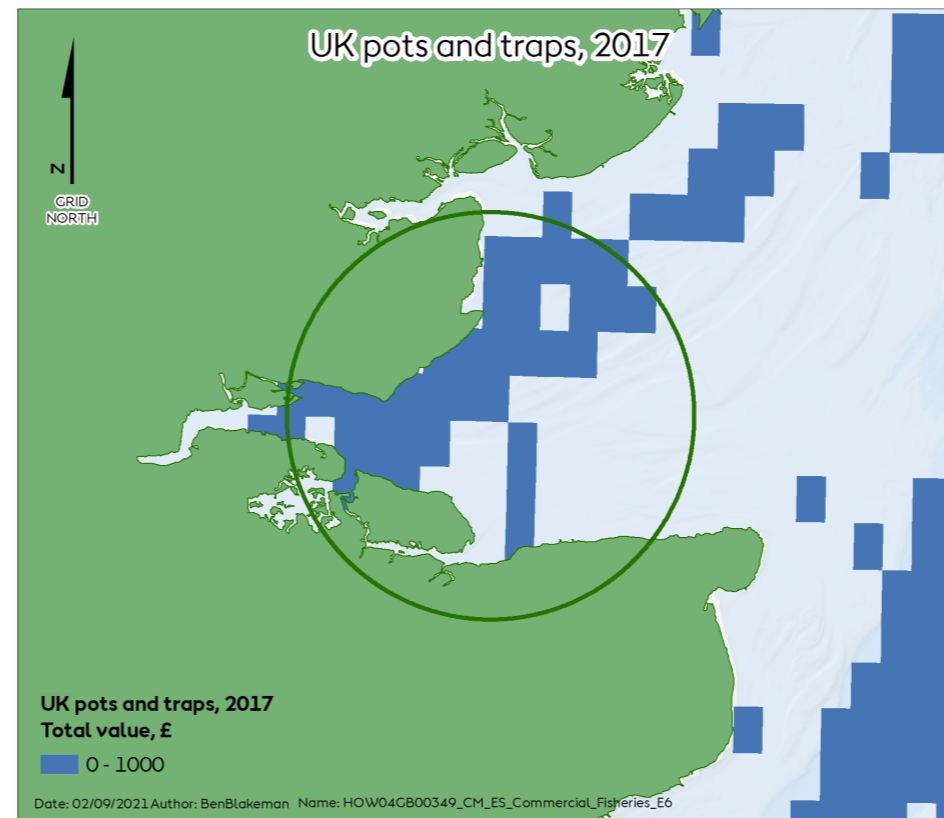 UK pots and traps, 2017
N
GRID
NORTH
UK pots and traps, 2017
Total value, £
0 - 1000
Date: 02/09/2021 Author: BenBlakeman Name: HOW04GB00349_CM_ES_Commercial_Fisheries_E6